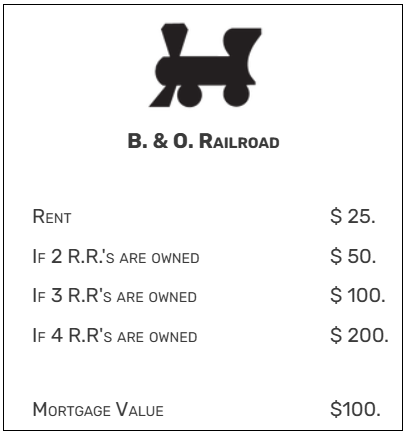 B. & O. Railroad
Rent $ 25.
If 2 R.R.'s are owned $ 50.
If 3 R.R's are owned $ 100.
If 4 R.R's are owned $ 200.
Mortgage Value $100.